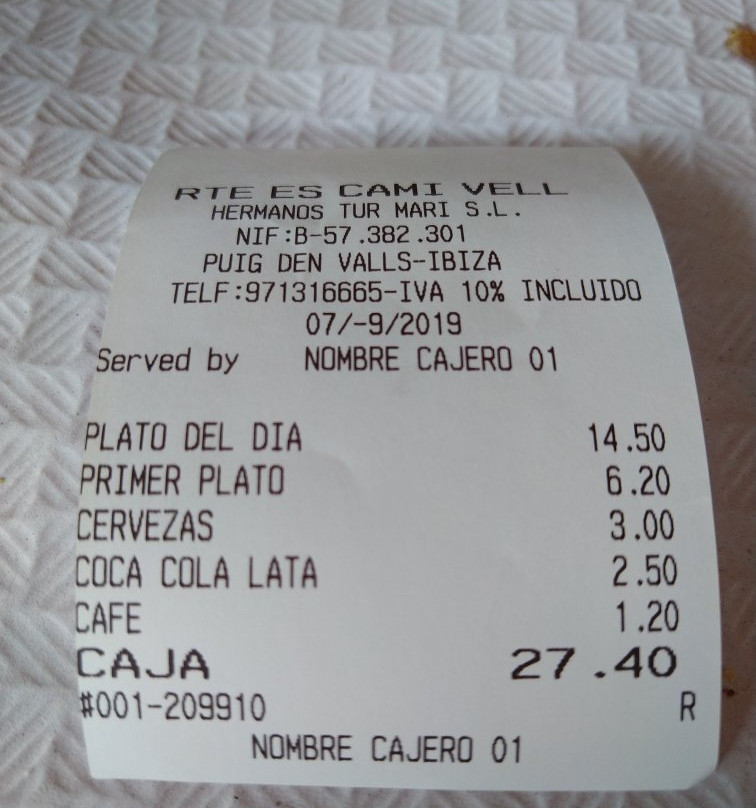 RTE ES CAMI VELL
HERMANOS TUR MARI S.L.
NIF:B-57.382.301
PUIG DEN VALLS-IBIZA
TELF:971316665-IVA 10% INCLUIDO
07/-9/2019
Served by NOMBRE CAJERO 01
PLATO DEL DIA 14.50
PRIMER PLATO 6.20
CERVEZAS 3.00
COCA COLA LATA 2.50
CAFE 1.20
CAJA 27.40
#001-209910 R
NOMBRE CAJERO 01